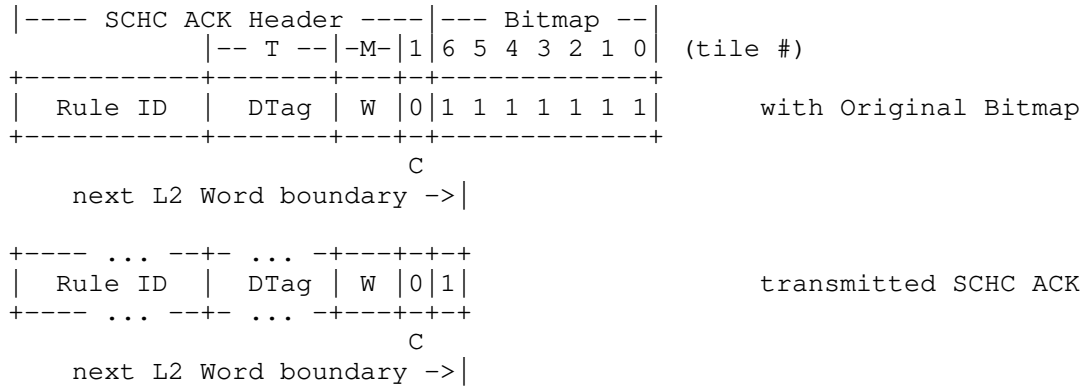 |---- SCHC ACK Header ----|--- Bitmap --|
            |-- T --|-M-|1|6 5 4 3 2 1 0| (tile #)
+-----------+-------+---+-+-------------+
|  Rule ID  |  DTag | W |0|1 1 1 1 1 1 1|      with Original Bitmap
+-----------+-------+---+-+-------------+
                         C
    next L2 Word boundary ->|

+---- ... --+- ... -+---+-+-+
|  Rule ID  |  DTag | W |0|1|                  transmitted SCHC ACK
+---- ... --+- ... -+---+-+-+
                         C
    next L2 Word boundary ->|